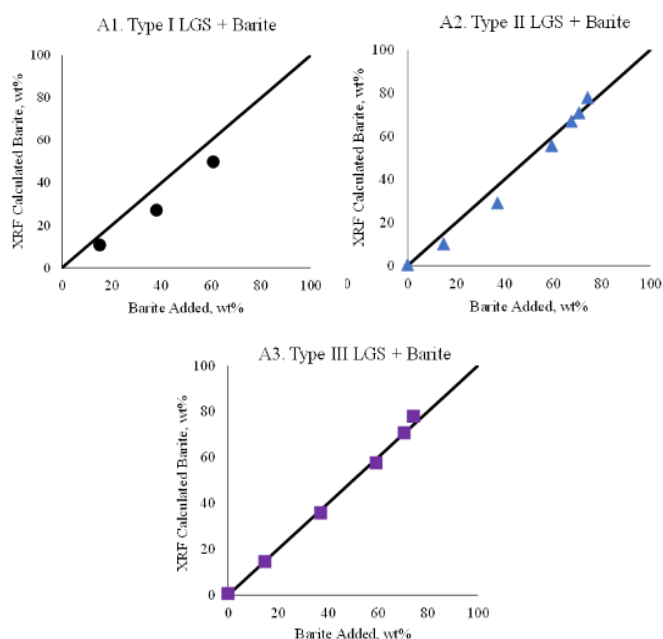 A1. Type I LGS + Barite
XRF Calculated Barite, wt%
100
80
60
40
20
0
0 20 40 60 80 100
Barite Added, wt%
A2. Type II LGS + Barite
XRF Calculated Barite, wt%
100
80
60
40
20
0
0
0 20 40 60 80 100
Barite Added, wt%
A3. Type III LGS + Barite
XRF Calculated Barite, wt%
100
80
60
40
20
0
0 20 40 60 80 100
Barite Added, wt%